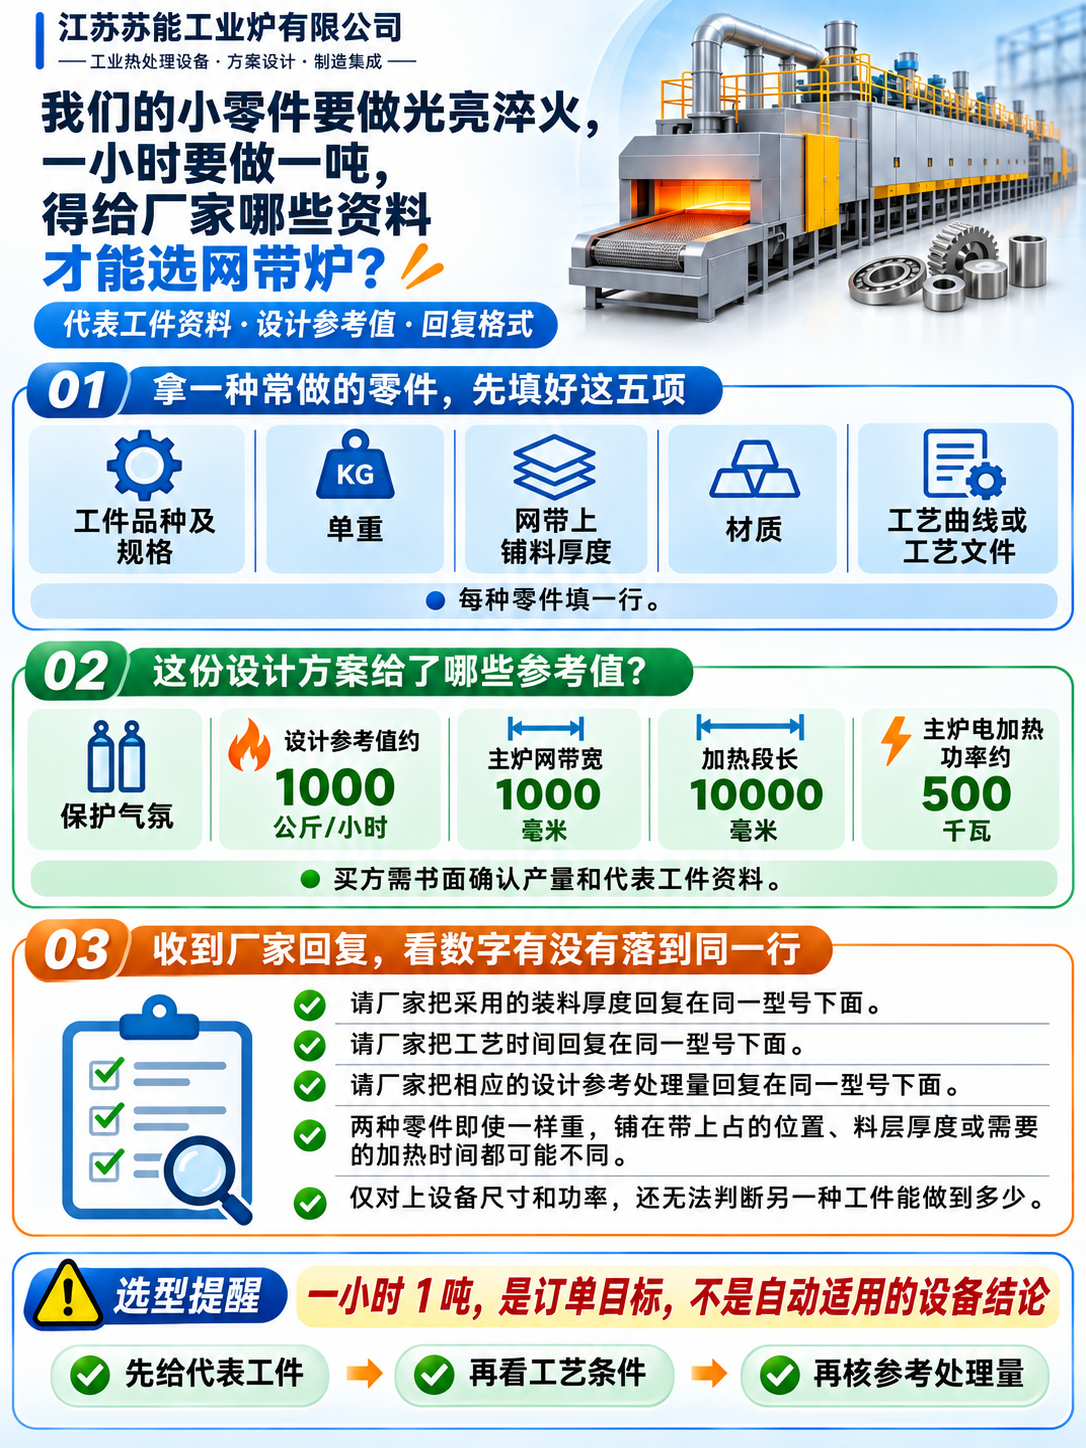 江苏苏能工业炉有限公司
工业热处理设备·方案设计·制造集成
我们的小零件要做光亮淬火，
一小时要做一吨，
得给厂家哪些资料
才能选网带炉？
代表工件资料·设计参考值·回复格式
01 拿一种常做的零件，先填好这五项
工件品种及
规格
KG
单重
网带上
铺料厚度
材质
工艺曲线或
工艺文件
每种零件填一行。
02 这份设计方案给了哪些参考值？
保护气氛
设计参考值约
1000
公斤/小时
主炉网带宽
1000
毫米
加热段长
10000
毫米
主炉电加热
功率约
500
千瓦
买方需书面确认产量和代表工件资料。
03 收到厂家回复，看数字有没有落到同一行
请厂家把采用的装料厚度回复在同一型号下面。
请厂家把工艺时间回复在同一型号下面。
请厂家把相应的设计参考处理量回复在同一型号下面。
两种零件即使一样重，铺在带上占的位置、料层厚度或需要
的加热时间都可能不同。
仅对上设备尺寸和功率，还无法判断另一种工件能做到多少。
选型提醒
一小时1吨，是订单目标，不是自动适用的设备结论
先给代表工件
再看工艺条件
再核参考处理量